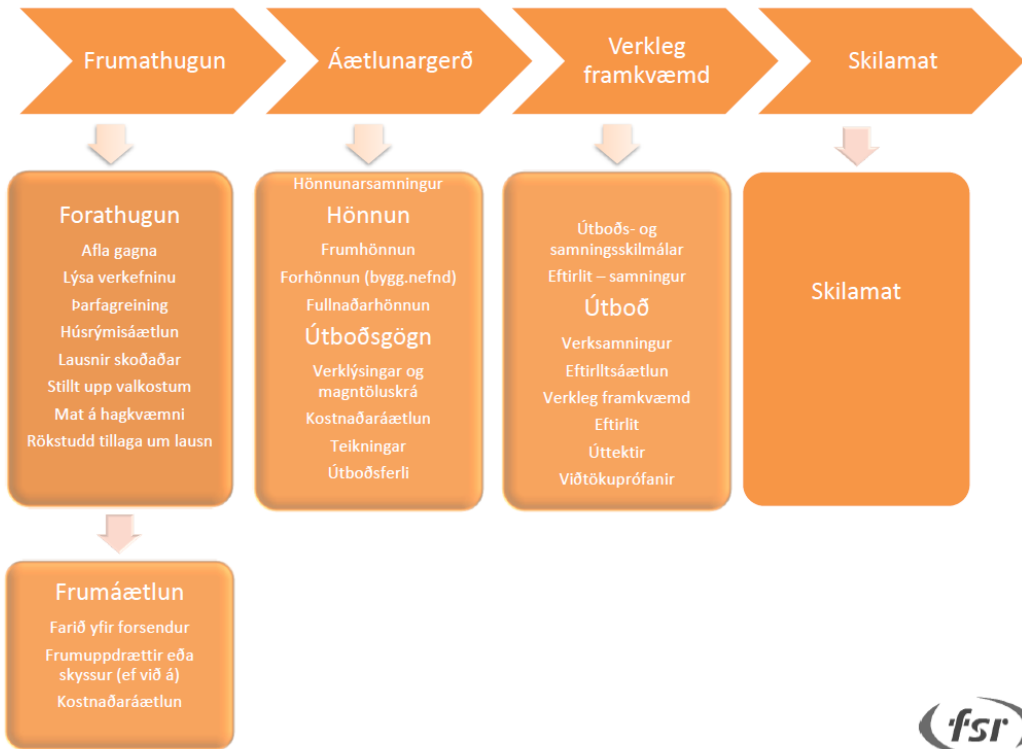 Frumathugun
Áætlunargerð
Verkleg
framkvæmd
Skilamat
Forathugun
Afla gagna
Lýsa verkefninu
Þarfagreining
Húsrýmisáætlun
Lausnir skoðaðar
Stillt upp valkostum
Mat á hagkvæmni
Rökstudd tillaga um lausn
Frumáætlun
Farið yfir forsendur
Frumuppdrættir eða
skyssur (ef við á)
Kostnaðaráætlun
Hönnunarsamningur
Hönnun
Frumhönnun
Forhönnun (bygg.nefnd)
Fullnaðarhönnun
Útboðsgögn
Verklýsingar og
magntöluskrá
Kostnaðaráætlun
Teikningar
Útboðsferli
Útboðs- og
samningsskilmálar
Eftirlit – samningur
Útboð
Verksamningur
Eftirlltsáætlun
Verkleg framkvæmd
Eftirlit
Úttektir
Viðtökuprófanir
Skilamat
fsr